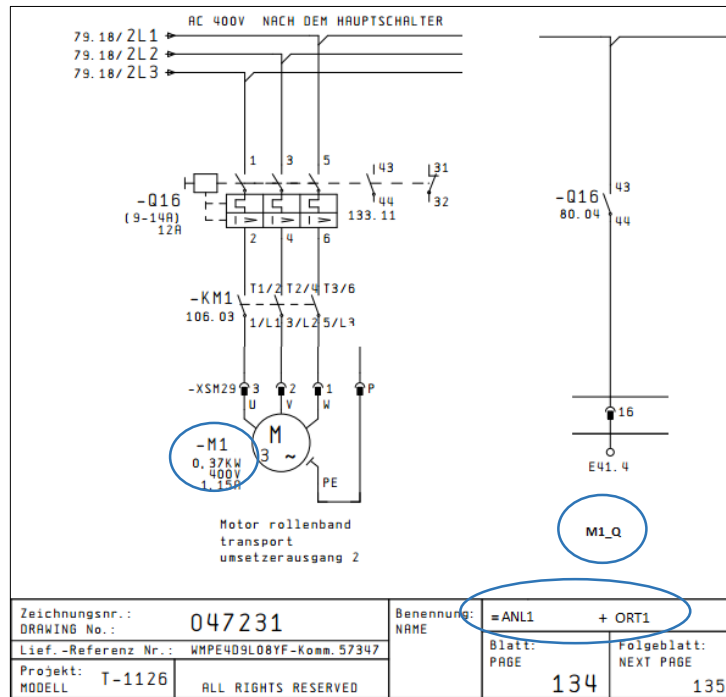 AC 400V NACH DEM HAUPTSCHALTER
79.18/2L1
79.18/2L2
79.18/2L3
1 3 5 43 31
-Q16
(9-14A)
12A
I> I> I>
44 32
133.11
2 4 6
-Q16
80.04
43
44
-KM1
106.03
T1/2 T2/4 T3/6
1/L1 3/L2 5/L3
-XSM29 3 2 1 P
U V W
-M1
0,37KW
400V
1,15A
M
3 ~
PE
16
E41.4
Motor rollenband
transport
umsetzerausgang 2
M1_Q
Zeichnungsnr.:
DRAWING No.:
047231
Benennung:
NAME
=ANL1 + ORT1
Lief.-Referenz Nr.: WMPE4D9L08YF-Komm.57347
Blatt:
PAGE
134
Folgeblatt:
NEXT PAGE
135
Projekt:
MODELL
T-1126
ALL RIGHTS RESERVED